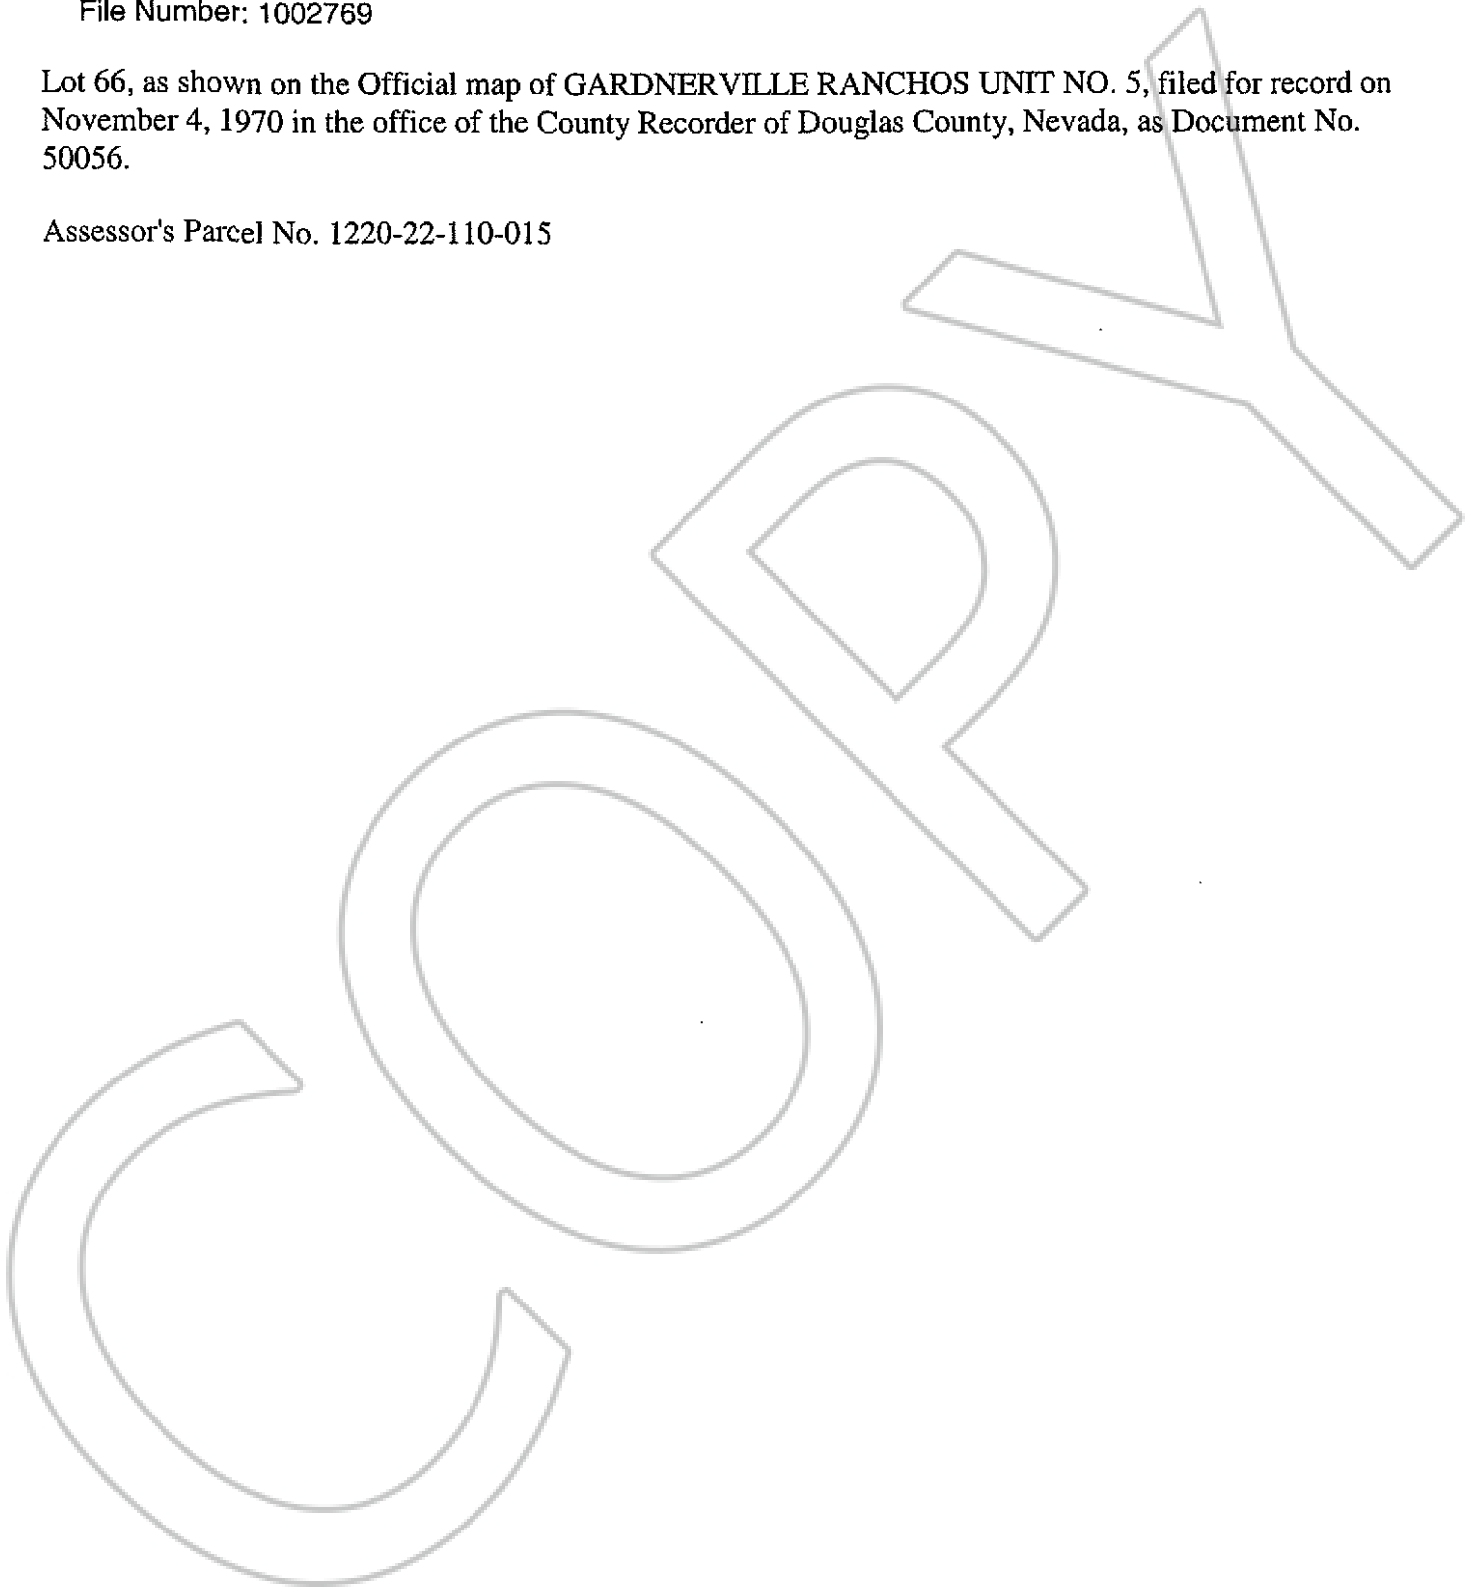 File Number: 1002769
Lot 66, as shown on the Official map of GARDNERVILLE RANCHOS UNIT NO. 5, filed for record on
November 4, 1970 in the office of the County Recorder of Douglas County, Nevada, as Document No.
50056.
Assessor's Parcel No. 1220-22-110-015
COPY